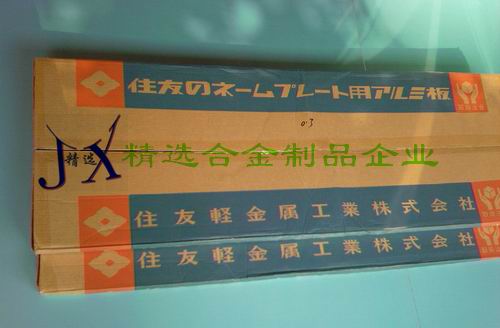 住友のネームプレート用アルミ板
0.3
JX
精选
精选合金制品企业
住友軽金属工業株式会社
住友軽金属工業株式会社